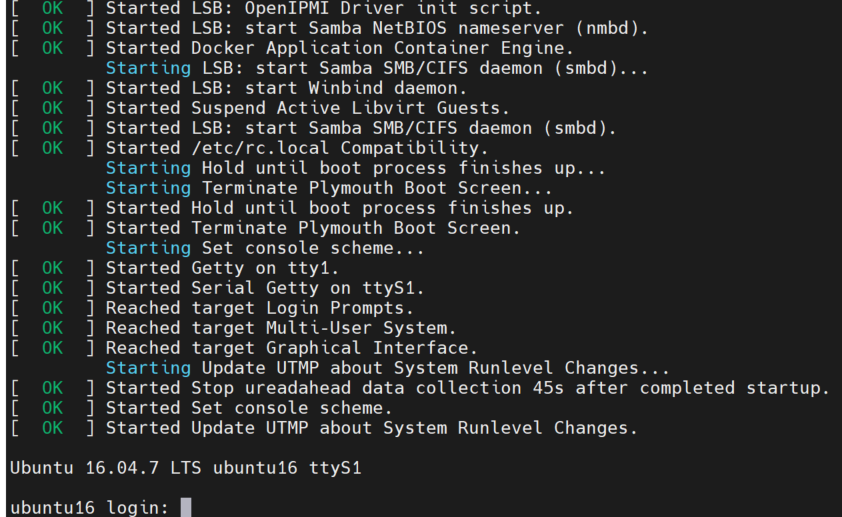 [  OK  ] Started LSB: OpenIPMI Driver init script.
[  OK  ] Started LSB: start Samba NetBIOS nameserver (nmbd).
[  OK  ] Started Docker Application Container Engine.
         Starting LSB: start Samba SMB/CIFS daemon (smbd)...
[  OK  ] Started LSB: start Winbind daemon.
[  OK  ] Started Suspend Active Libvirt Guests.
[  OK  ] Started LSB: start Samba SMB/CIFS daemon (smbd).
[  OK  ] Started /etc/rc.local Compatibility.
         Starting Hold until boot process finishes up...
         Starting Terminate Plymouth Boot Screen...
[  OK  ] Started Hold until boot process finishes up.
[  OK  ] Started Terminate Plymouth Boot Screen.
         Starting Set console scheme...
[  OK  ] Started Getty on tty1.
[  OK  ] Started Serial Getty on ttyS1.
[  OK  ] Reached target Login Prompts.
[  OK  ] Reached target Multi-User System.
[  OK  ] Reached target Graphical Interface.
         Starting Update UTMP about System Runlevel Changes...
[  OK  ] Started Stop ureadahead data collection 45s after completed startup.
[  OK  ] Started Set console scheme.
[  OK  ] Started Update UTMP about System Runlevel Changes.
Ubuntu 16.04.7 LTS ubuntu16 ttyS1
ubuntu16 login: